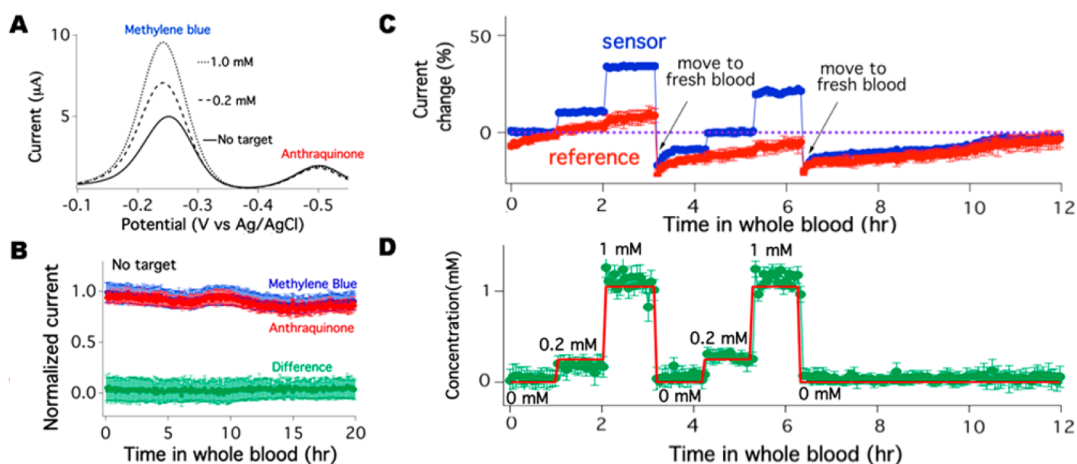 A
Methylene blue
10
5
Current (μA)
1.0 mM
0.2 mM
No target
Anthraquinone
-0.1
-0.2
-0.3
-0.4
-0.5
Potential (V vs Ag/AgCl)
B
No target
Methylene Blue
Anthraquinone
Difference
1.0
0.5
0.0
Normalized current
0
5
10
15
20
Time in whole blood (hr)
C
50
0
Current
change (%)
sensor
reference
move to
fresh blood
move to
fresh blood
0
2
4
6
8
10
12
Time in whole blood (hr)
D
1
0
Concentration(mM)
0 mM
0.2 mM
1 mM
0 mM
0.2 mM
1 mM
0 mM
0
2
4
6
8
10
12
Time in whole blood (hr)